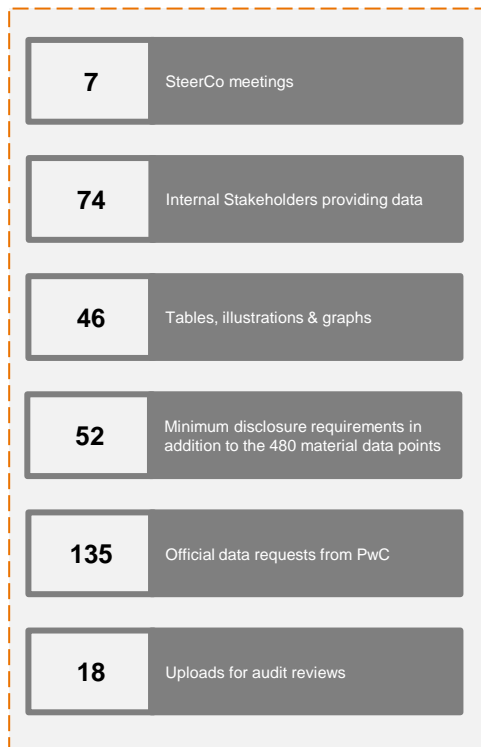 7
SteerCo meetings
74
Internal Stakeholders providing data
46
Tables, illustrations & graphs
52
Minimum disclosure requirements in
addition to the 480 material data points
135
Official data requests from PwC
18
Uploads for audit reviews